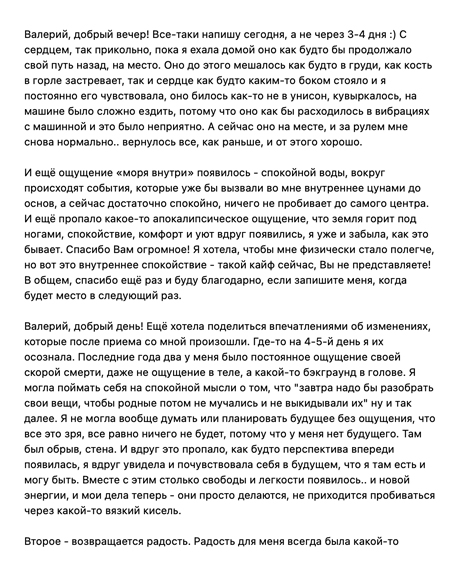 Валерий, добрый вечер! Все-таки напишу сегодня, а не через 3-4 дня :) С
сердцем, так прикольно, пока я ехала домой оно как будто бы продолжало
свой путь назад, на место. Оно до этого мешалось как будто в груди, как кость
в горле застревает, так и сердце как будто каким-то боком стояло и я
постоянно его чувствовала, оно билось как-то не в унисон, кувыркалось, на
машине было сложно ездить, потому что оно как бы расходилось в вибрациях
с машинной и это было неприятно. А сейчас оно на месте, и за рулем мне
снова нормально.. вернулось все, как раньше, и от этого хорошо.

И ещё ощущение «моря внутри» появилось - спокойной воды, вокруг
происходят события, которые уже бы вызвали во мне внутреннее цунами до
основ, а сейчас достаточно спокойно, ничего не пробивает до самого центра.
И ещё пропало какое-то апокалипсическое ощущение, что земля горит под
ногами, спокойствие, комфорт и уют вдруг появились, я уже и забыла, как это
бывает. Спасибо Вам огромное! Я хотела, чтобы мне физически стало полегче,
но вот это внутреннее спокойствие - такой кайф сейчас, Вы не представляете!
В общем, спасибо ещё раз и буду благодарно, если запишите меня, когда
будет место в следующий раз.

Валерий, добрый день! Ещё хотела поделиться впечатлениями об изменениях,
которые после приема со мной произошли. Где-то на 4-5-й день я их
осознала. Последние года два у меня было постоянное ощущение своей
скорой смерти, даже не ощущение в теле, а какой-то бэкграунд в голове. Я
могла поймать себя на спокойной мысли о том, что "завтра надо бы разобрать
свои вещи, чтобы родные потом не мучались и не выкидывали их" ну и так
далее. Я не могла вообще думать или планировать будущее без ощущения, что
все это зря, все равно ничего не будет, потому что у меня нет будущего. Там
был обрыв, стена. И вдруг это пропало, как будто перспектива впереди
появилась, я вдруг увидела и почувствовала себя в будущем, что я там есть и
могу быть. Вместе с этим столько свободы и легкости появилось.. и новой
энергии, и мои дела теперь - они просто делаются, не приходится пробиваться
через какой-то вязкий кисель.

Второе - возвращается радость. Радость для меня всегда была какой-то